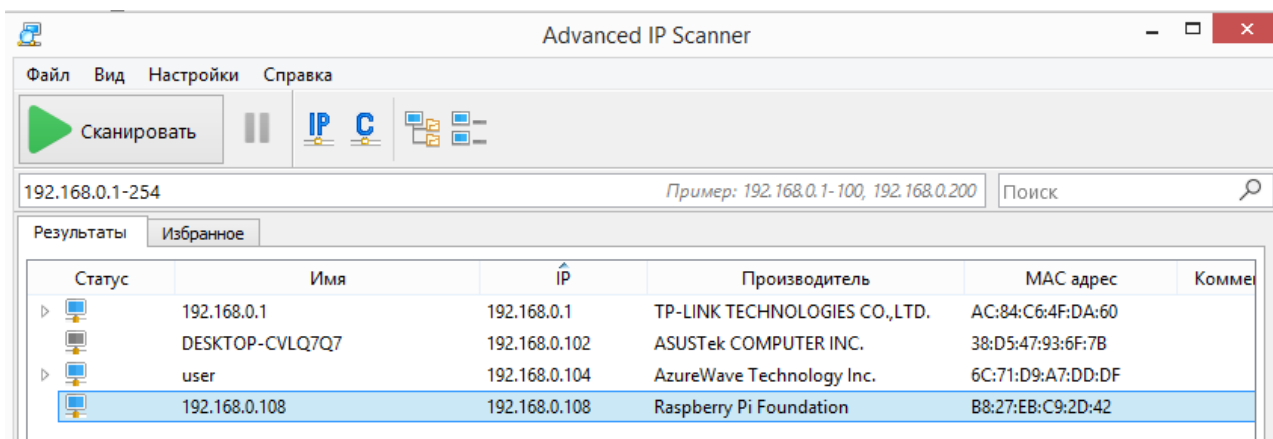 Advanced IP Scanner
Файл Вид Настройки Справка
Сканировать IP C
192.168.0.1-254 Пример: 192.168.0.1-100, 192.168.0.200 Поиск
Результаты Избранное
Статус Имя IP Производитель MAC адрес Коммен
192.168.0.1 192.168.0.1 TP-LINK TECHNOLOGIES CO.,LTD. AC:84:C6:4F:DA:60
DESKTOP-CVLQ7Q7 192.168.0.102 ASUSTek COMPUTER INC. 38:D5:47:93:6F:7B
user 192.168.0.104 AzureWave Technology Inc. 6C:71:D9:A7:DD:DF
192.168.0.108 192.168.0.108 Raspberry Pi Foundation B8:27:EB:C9:2D:42